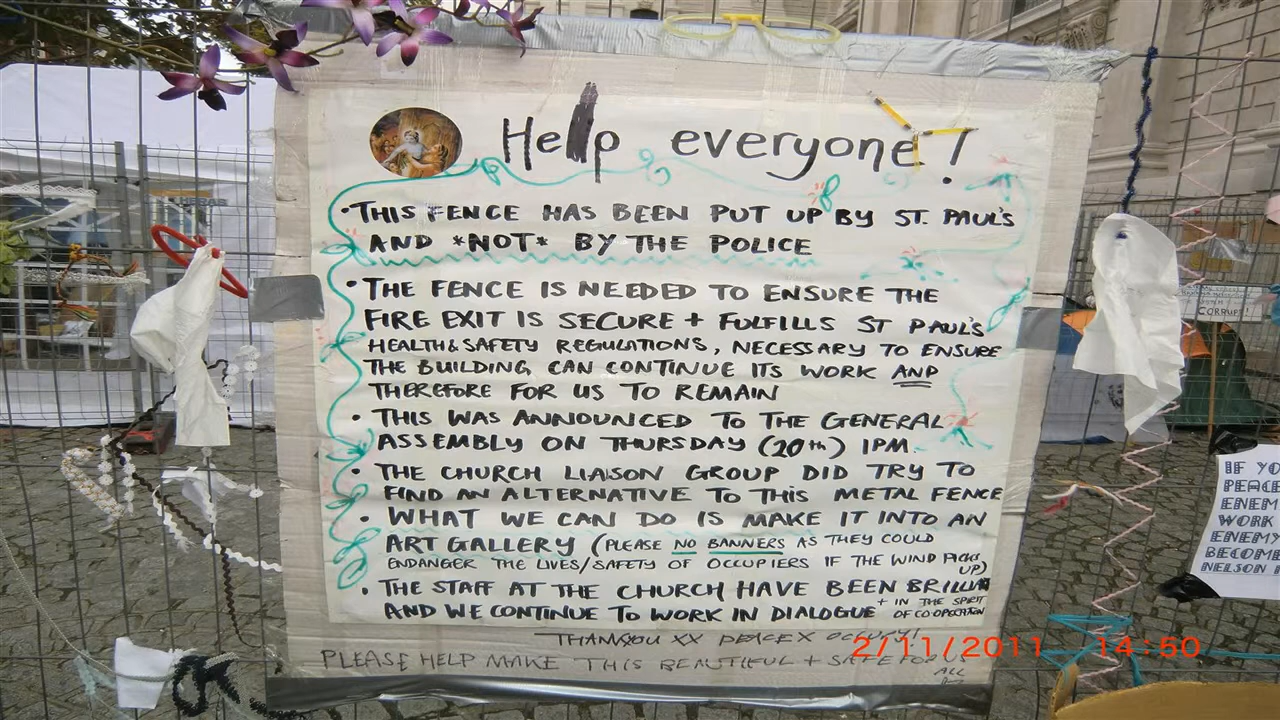 Help everyone!
• THIS FENCE HAS BEEN PUT UP BY ST. PAUL'S
AND *NOT* BY THE POLICE
• THE FENCE IS NEEDED TO ENSURE THE
FIRE EXIT IS SECURE + FULFILLS ST PAUL'S
HEALTH & SAFETY REGULATIONS, NECESSARY TO ENSURE
THE BUILDING CAN CONTINUE ITS WORK AND
THEREFORE FOR US TO REMAIN
• THIS WAS ANNOUNCED TO THE GENERAL
ASSEMBLY ON THURSDAY (20th) 1PM
• THE CHURCH LIASON GROUP DID TRY TO
FIND AN ALTERNATIVE TO THIS METAL FENCE
• WHAT WE CAN DO IS MAKE IT INTO AN
ART GALLERY (PLEASE NO BANNERS AS THEY COULD
ENDANGER THE LIVES/SAFETY OF OCCUPIERS IF THE WIND PICKS
UP)
• THE STAFF AT THE CHURCH HAVE BEEN
AND WE CONTINUE TO WORK IN DIALOGUE + IN THE SPIRIT
OF CO-OPERATION
THANKYOU XX PEACE X OCCUPY!
PLEASE HELP MAKE THIS BEAUTIFUL + SAFE FOR US
ALL
2/11/2011 14:50
CORRUPT!
IF YO
PEACE
ENEM
WORK
ENEMY
BECOME
NELSON